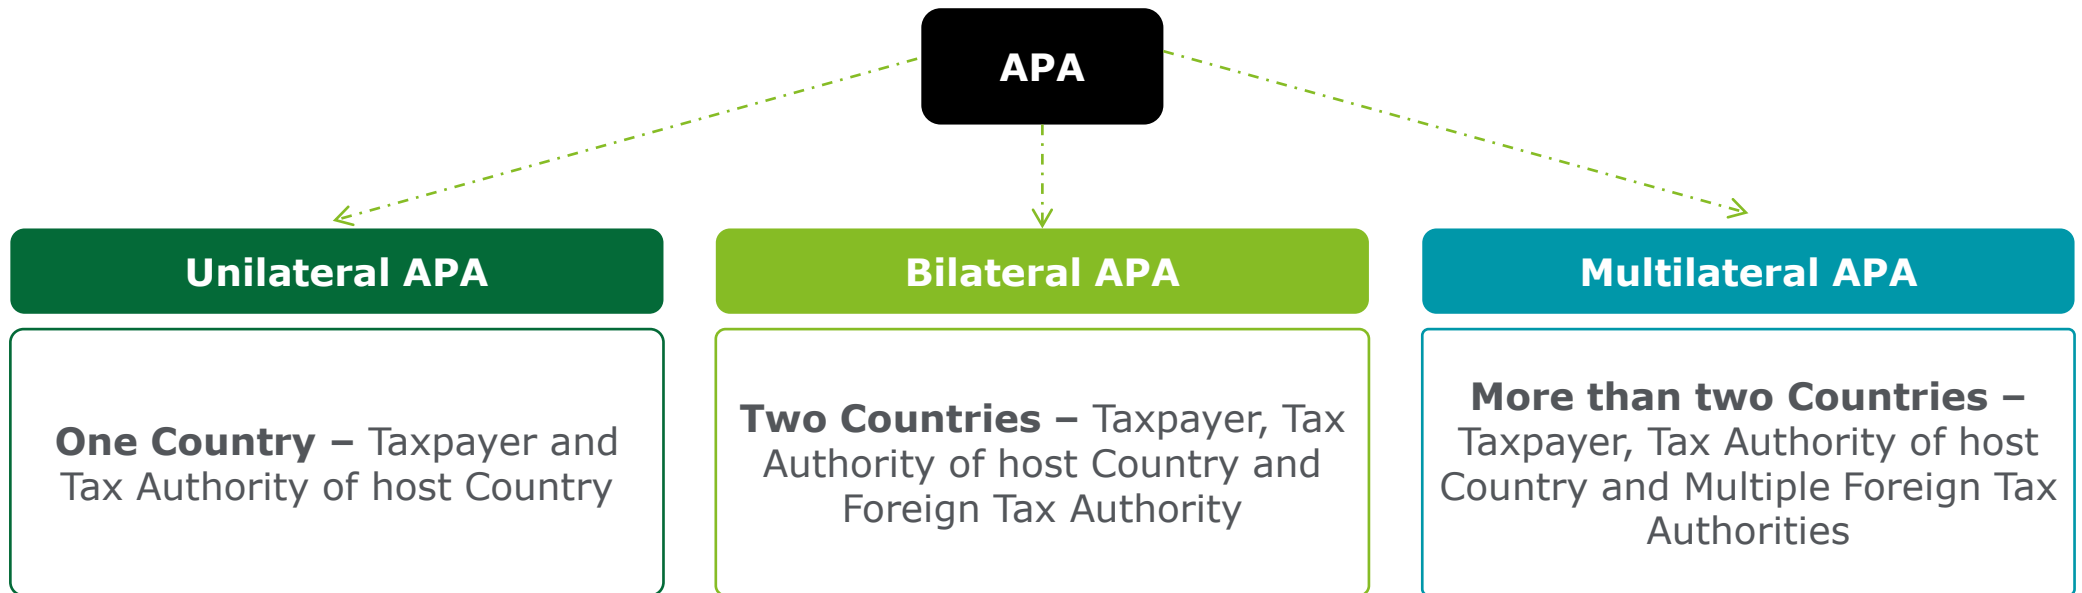 APA
Unilateral APA
Bilateral APA
Multilateral APA
One Country – Taxpayer and
Tax Authority of host Country
Two Countries – Taxpayer, Tax
Authority of host Country and
Foreign Tax Authority
More than two Countries –
Taxpayer, Tax Authority of host
Country and Multiple Foreign Tax
Authorities